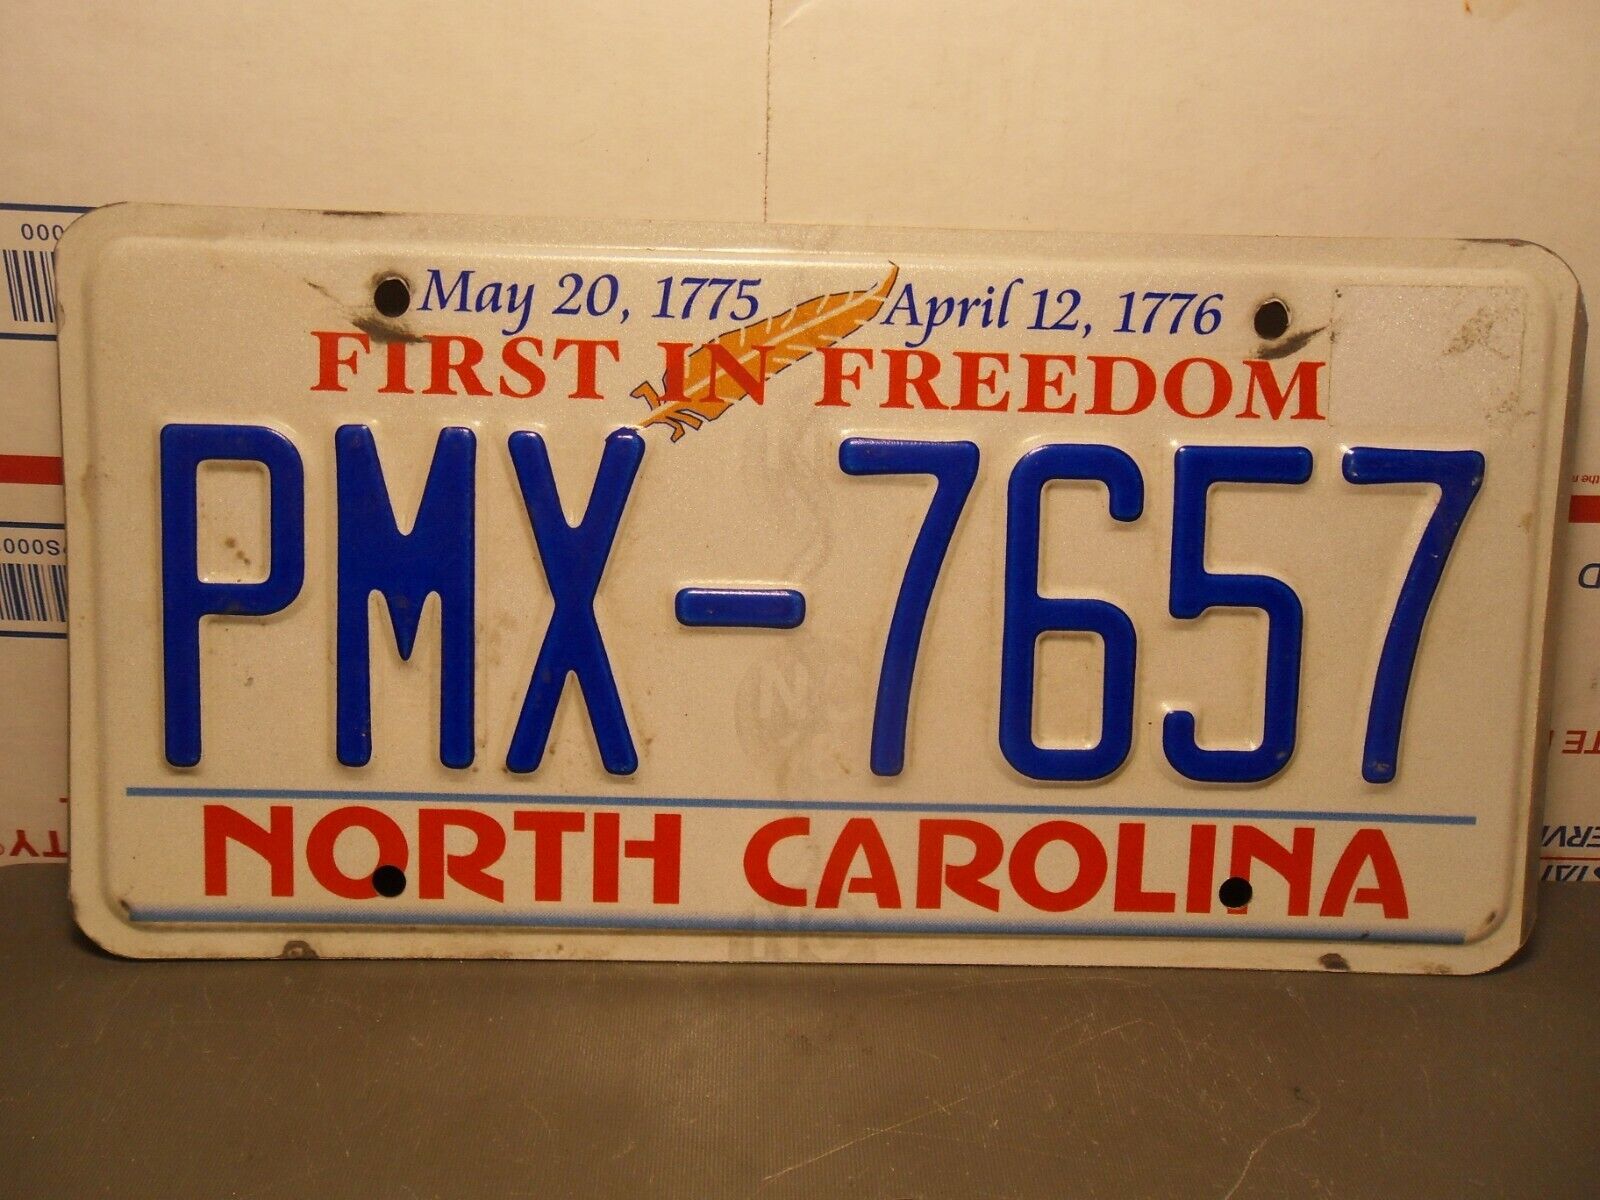 May 20, 1775 April 12, 1776
FIRST IN FREEDOM
PMX-7657
NORTH CAROLINA